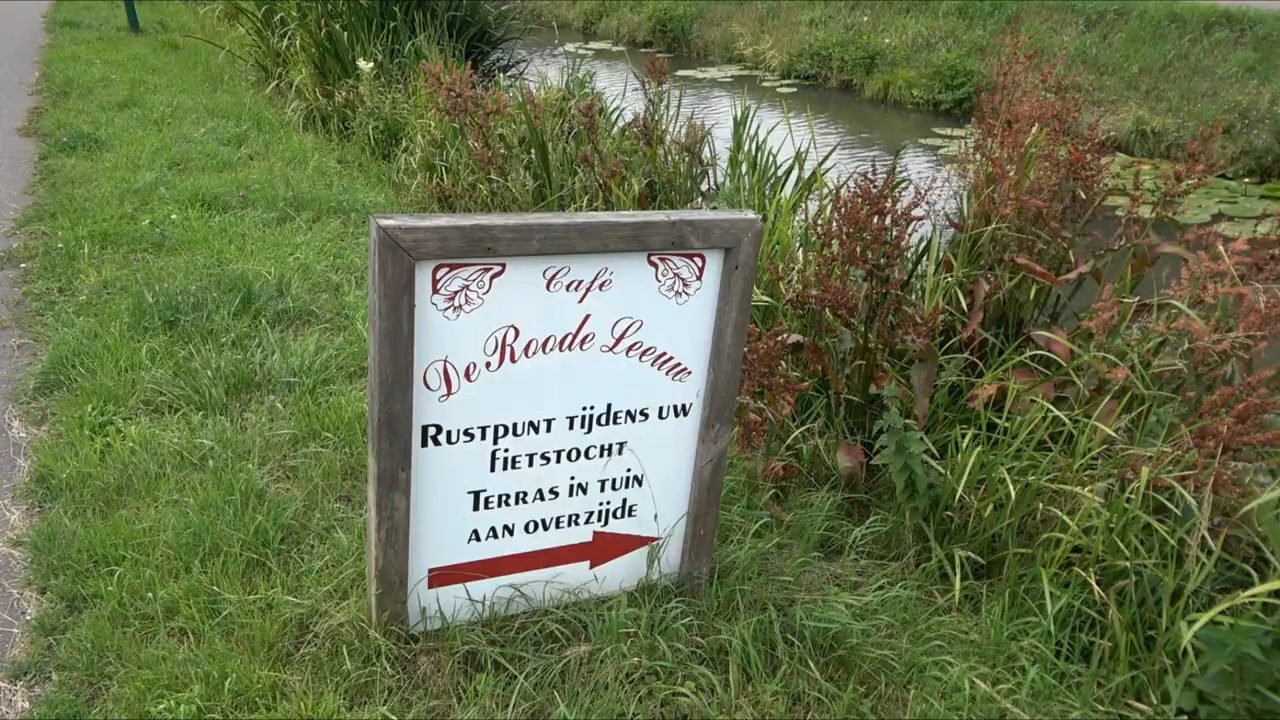 Café
De Roode Leeuw
Rustpunt tijdens uw
fietstocht
Terras in tuin
aan overzijde